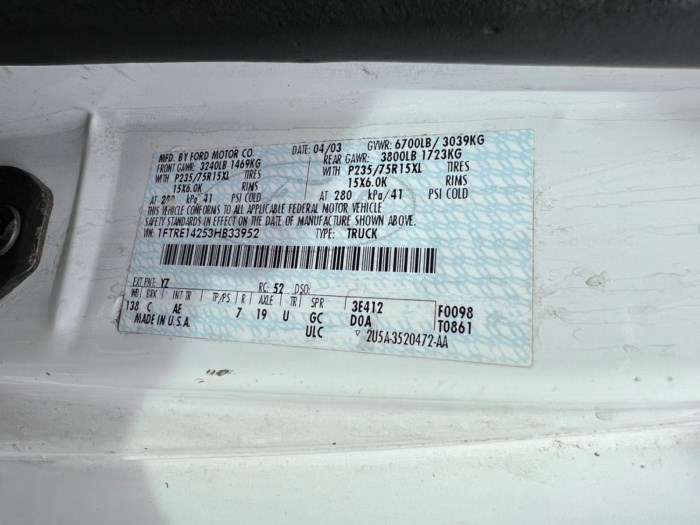 MFD. BY FORD MOTOR CO. DATE: 04/03 GVWR: 6700LB/ 3039KG
FRONT GAWR: 3240LB 1469KG REAR GAWR: 3800LB 1723KG
WITH P235/75R15XL TIRES WITH P235/75R15XL TIRES
15X6.0K RIMS 15X6.0K RIMS
AT kPa/ 41 PSI COLD AT 280 kPa/41 PSI COLD
THIS VEHICLE CONFORMS TO ALL APPLICABLE FEDERAL MOTOR VEHICLE
SAFETY STANDARDS IN EFFECT ON THE DATE OF MANUFACTURE SHOWN ABOVE.
VIN: 1FTRE14253HB33952 TYPE: TRUCK
EXT PNT: YZ RC: 52 DSO:
WB BRK INT TR TP/PS R AXLE TR SPR 3E412 F0098
138 C AE 7 19 U GC D0A T0861
MADE IN U.S.A. ULC ▽ 2U5A-3520472-AA